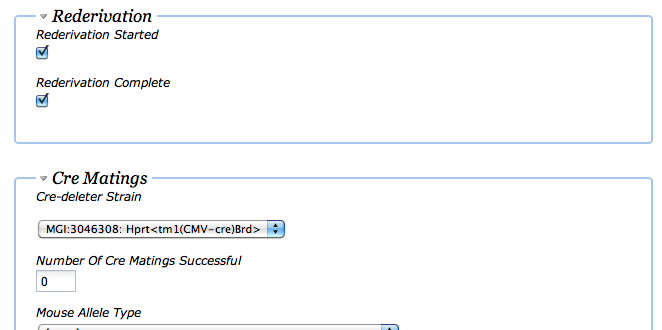 Rederivation
Rederivation Started
Rederivation Complete
Cre Matings
Cre-deleter Strain
MGI:3046308: Hprt<tm1(CMV-cre)Brd>
Number Of Cre Matings Successful
0
Mouse Allele Type